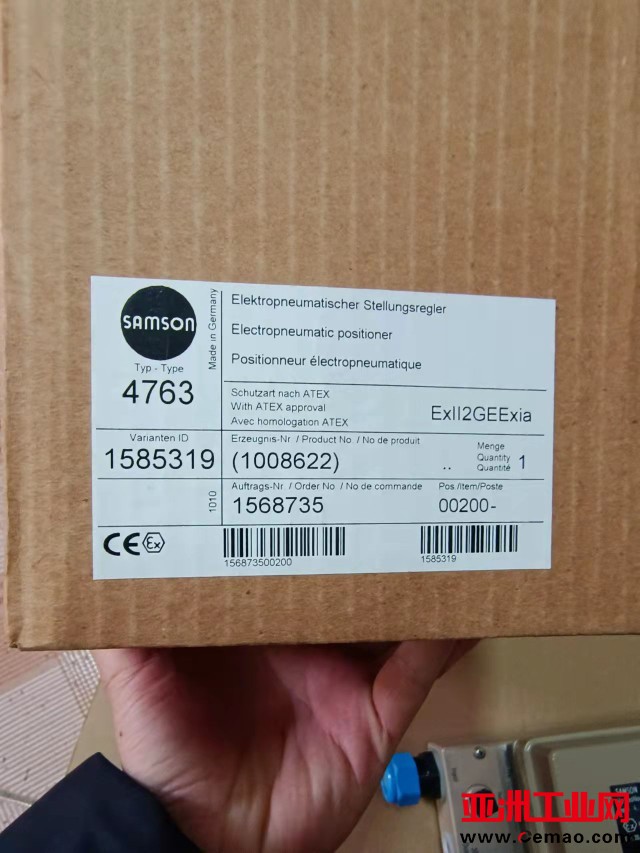 SAMSON
Made in Germany
Typ - Type
4763
Elektropneumatischer Stellungsregler
Electropneumatic positioner
Positionneur électropneumatique
Schutzart nach ATEX
With ATEX approval
Avec homologation ATEX
ExII2GEExia
Varianten ID
1585319
Erzeugnis-Nr. / Product No. / No de produit
(1008622)
..
Menge
Quantity
Quantité
1
1010
Auftrags-Nr / Order No / No de commande
1568735
Pos./Item/Poste
00200-
CE Ex
156873500200
1585319
SAMSON
亚洲工业网
www.cemao.com